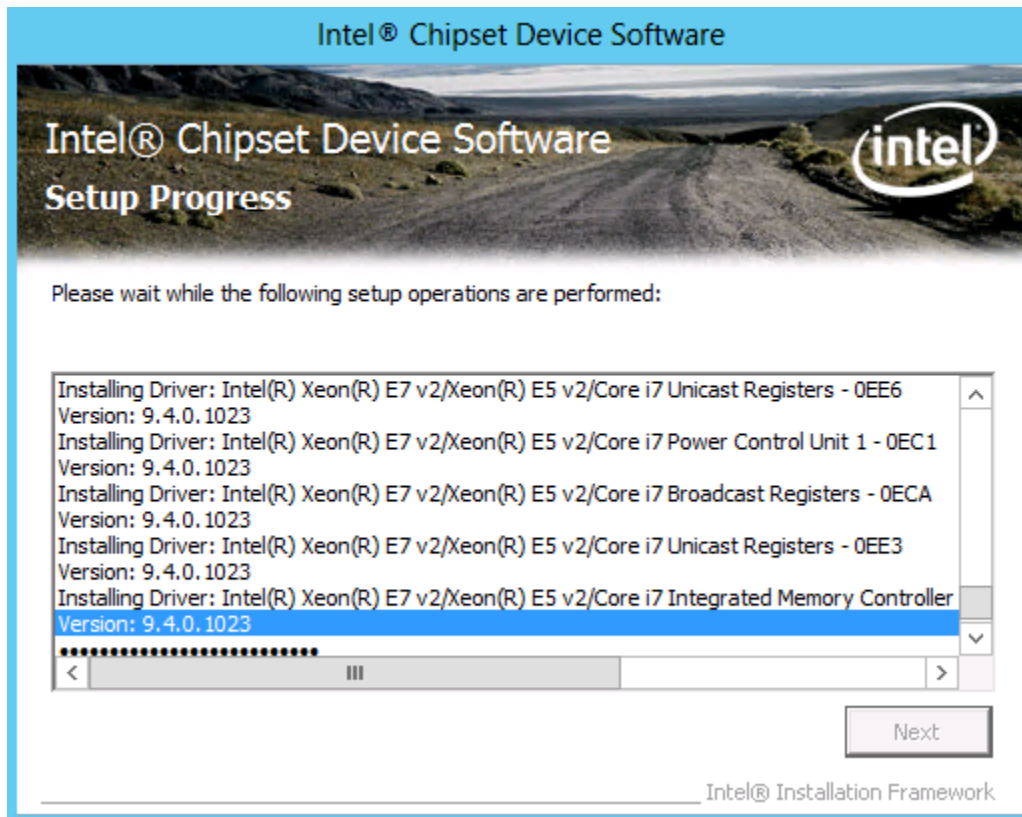 Intel® Chipset Device Software
Intel® Chipset Device Software
intel
Setup Progress
Please wait while the following setup operations are performed:
Installing Driver: Intel(R) Xeon(R) E7 v2/Xeon(R) E5 v2/Core i7 Unicast Registers - 0EE6
Version: 9.4.0.1023
Installing Driver: Intel(R) Xeon(R) E7 v2/Xeon(R) E5 v2/Core i7 Power Control Unit 1 - 0EC1
Version: 9.4.0.1023
Installing Driver: Intel(R) Xeon(R) E7 v2/Xeon(R) E5 v2/Core i7 Broadcast Registers - 0ECA
Version: 9.4.0.1023
Installing Driver: Intel(R) Xeon(R) E7 v2/Xeon(R) E5 v2/Core i7 Unicast Registers - 0EE3
Version: 9.4.0.1023
Installing Driver: Intel(R) Xeon(R) E7 v2/Xeon(R) E5 v2/Core i7 Integrated Memory Controller
Version: 9.4.0.1023
••••••••••••••••••••••••••
Next
Intel® Installation Framework